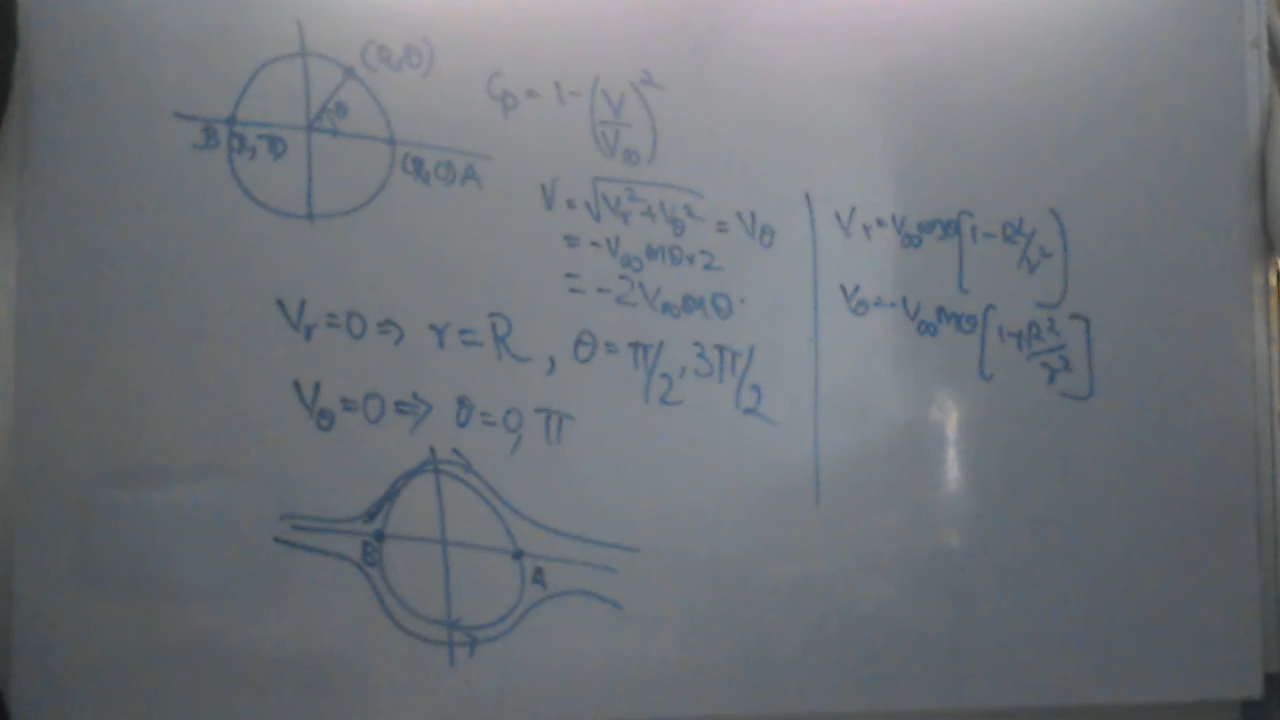 (R,θ)
Cp = 1 - (V/V∞)²
θ
B (R, π)
(R, 0) A
V = √(Vr² + Vθ²) = Vθ
= -V∞ sinθ × 2
= -2V∞ sinθ.
Vr = V∞ cosθ [1 - R²/r²]
Vθ = -V∞ sinθ [1 + R²/r²]
Vr = 0 ⇒ r = R, θ = π/2, 3π/2
Vθ = 0 ⇒ θ = 0, π
B
A